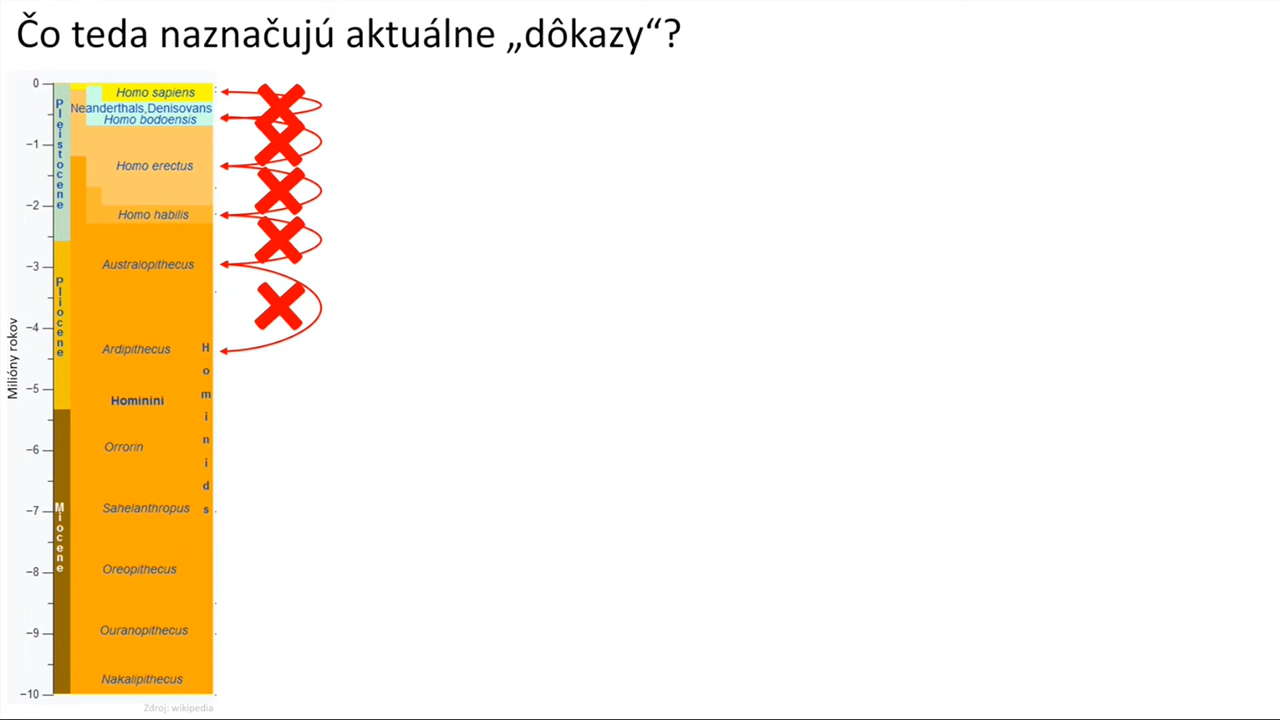 Čo teda naznačujú aktuálne „dôkazy“?
0
Homo sapiens
Neanderthals,Denisovans
Homo bodoensis
Pleistocene
−1
Homo erectus
−2
Homo habilis
−3
Australopithecus
Pliocene
−4
Ardipithecus
Hominids
Milióny rokov
−5
Hominini
−6
Orrorin
−7
Sahelanthropus
Miocene
−8
Oreopithecus
−9
Ouranopithecus
Nakalipithecus
−10
Zdroj: wikipedia